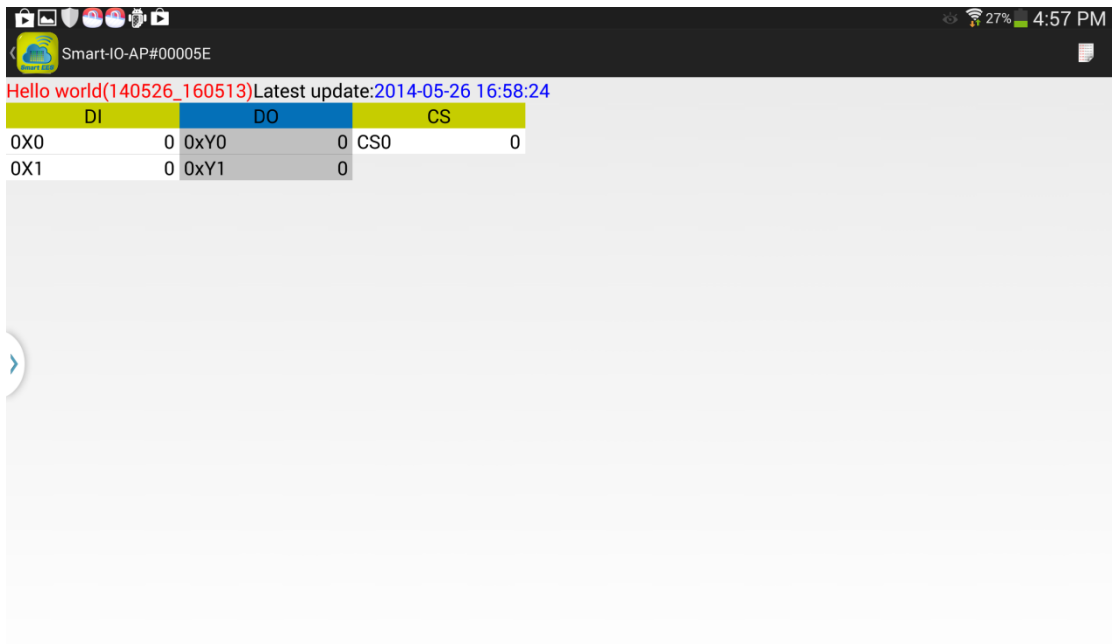 27% 4:57 PM
Smart-IO-AP#00005E
Hello world(140526_160513)Latest update:2014-05-26 16:58:24
DI DO CS
0X0 0 0xY0 0 CS0 0
0X1 0 0xY1 0